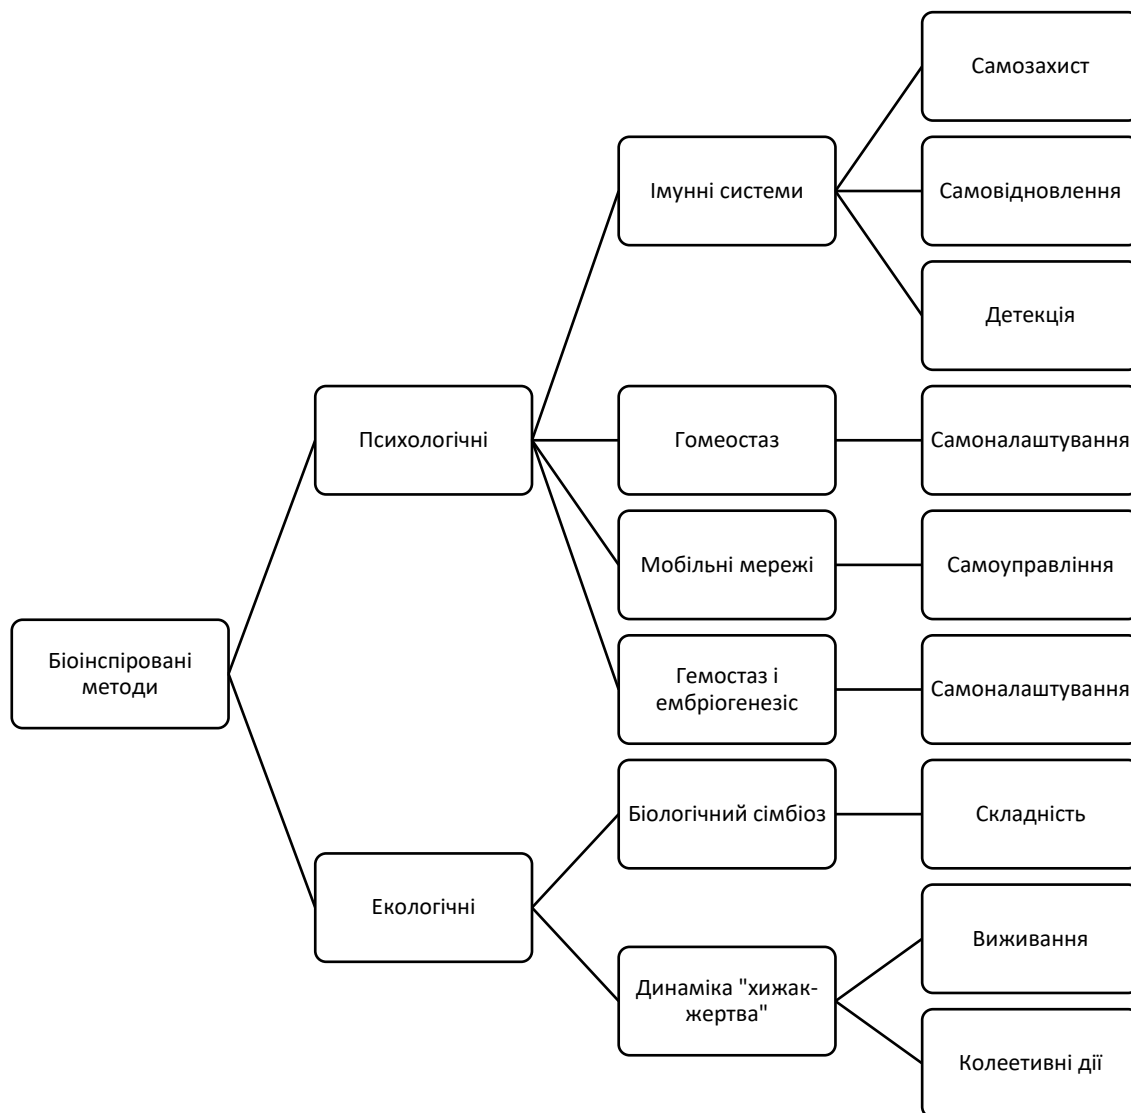 Біоінспіровані
методи
Психологічні
Імунні системи
Самозахист
Самовідновлення
Детекція
Гомеостаз
Самоналаштування
Мобільні мережі
Самоуправління
Гемостаз і
ембріогенезіс
Самоналаштування
Екологічні
Біологічний сімбіоз
Складність
Динаміка "хижак-
жертва"
Виживання
Колеетивні дії